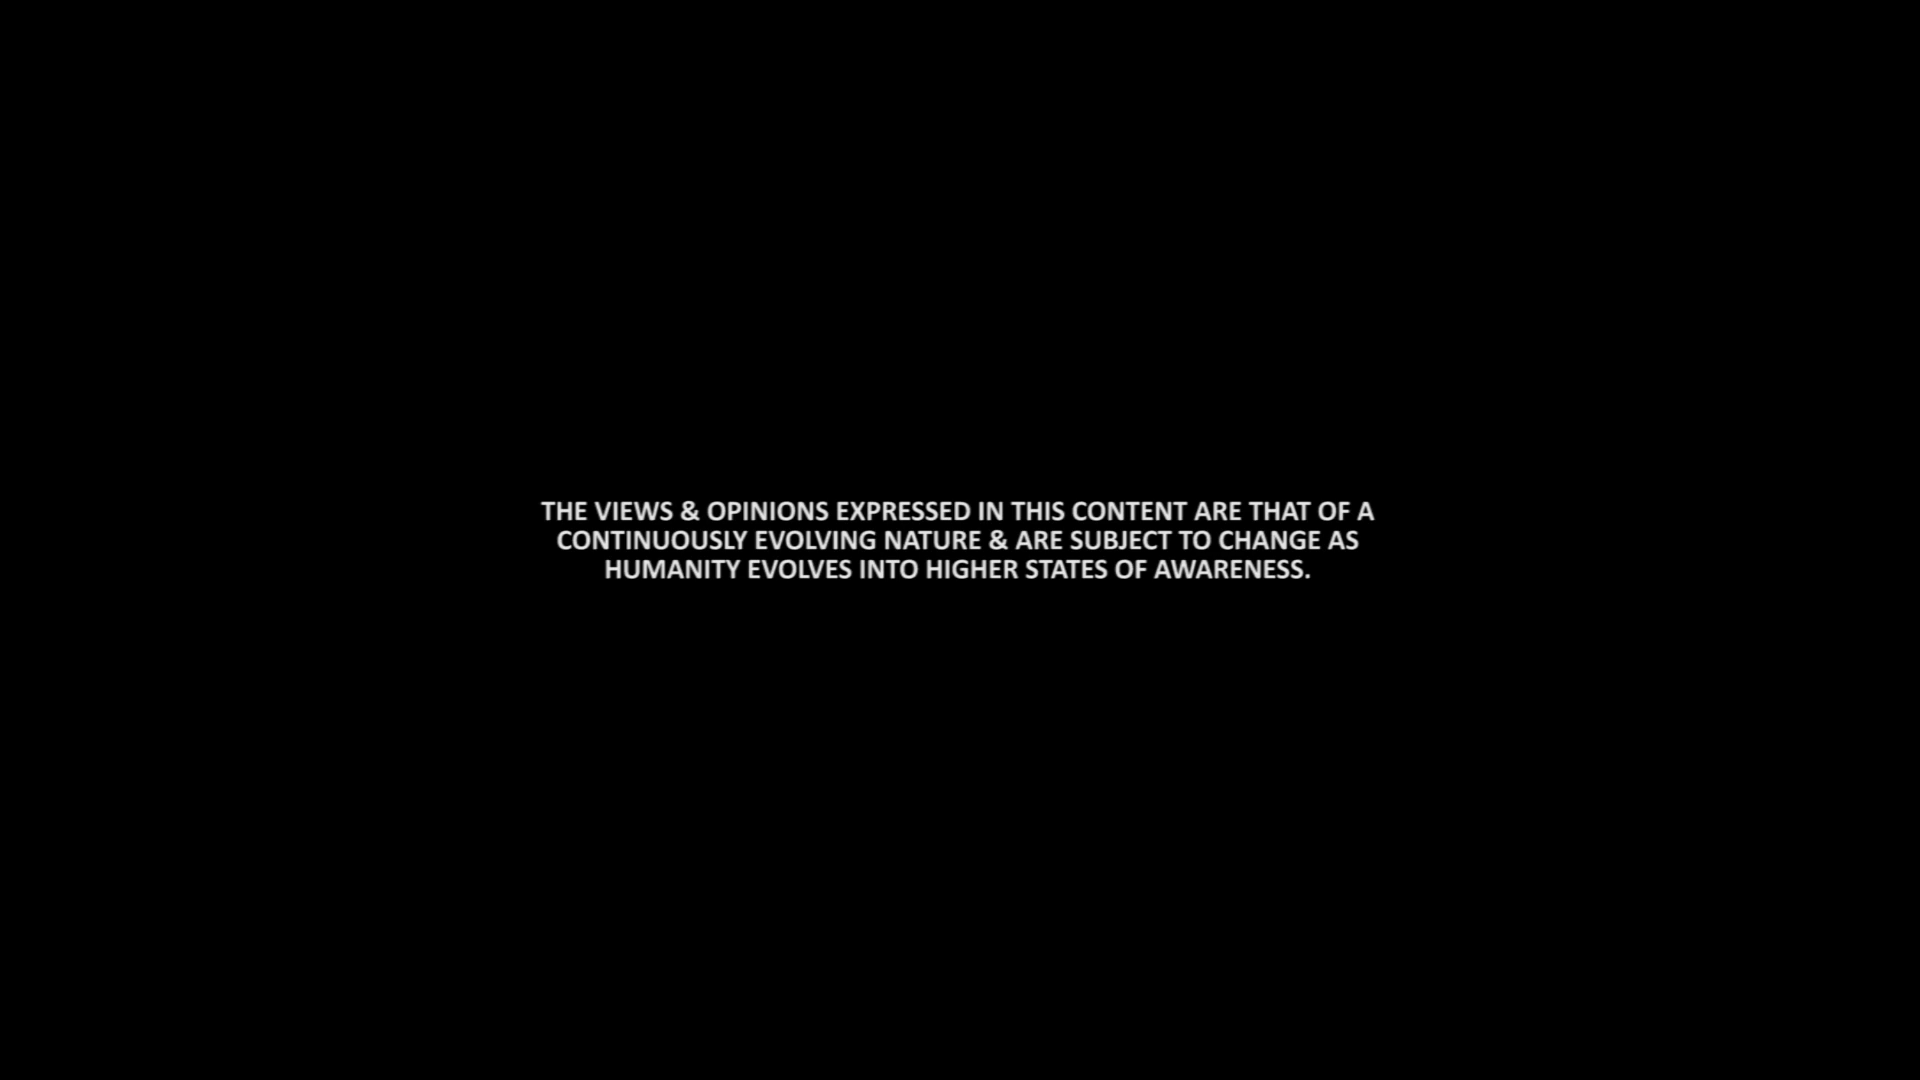 THE VIEWS & OPINIONS EXPRESSED IN THIS CONTENT ARE THAT OF A
CONTINUOUSLY EVOLVING NATURE & ARE SUBJECT TO CHANGE AS
HUMANITY EVOLVES INTO HIGHER STATES OF AWARENESS.